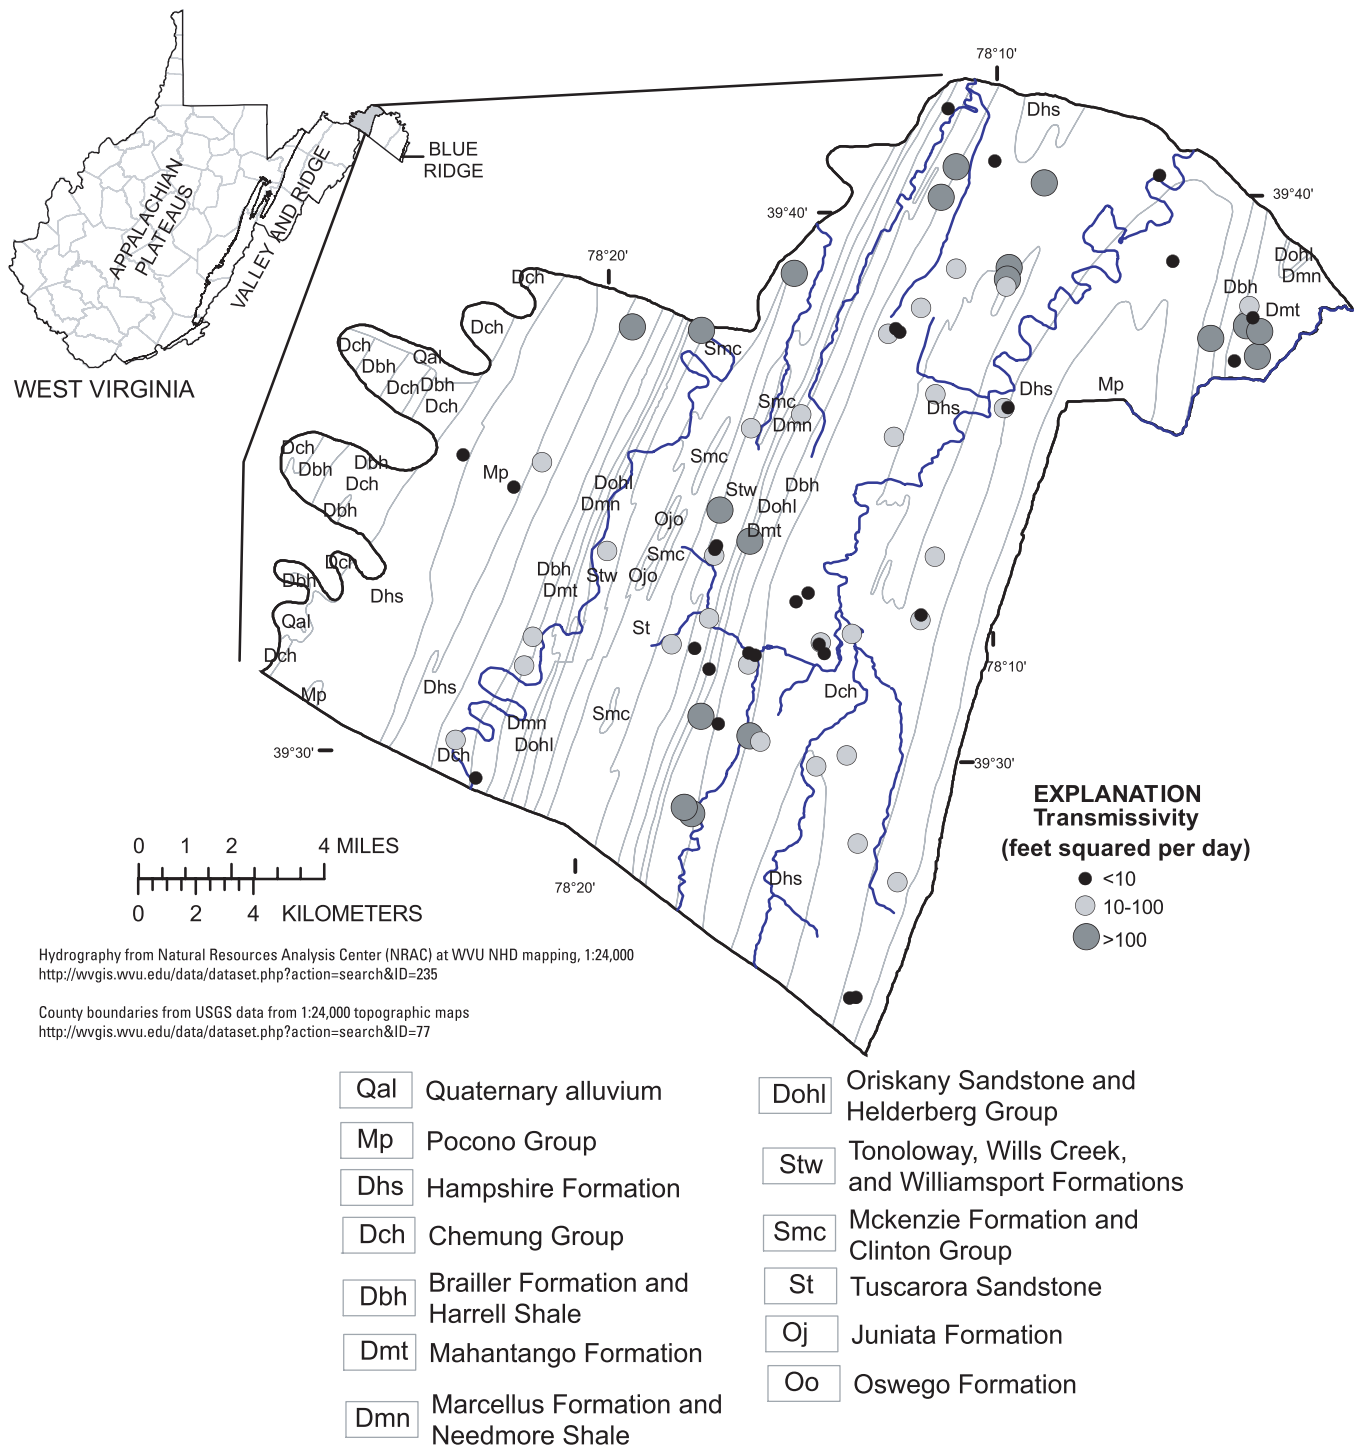 78°10'
Dhs
BLUE
RIDGE
APPALACHIAN
PLATEAUS
VALLEY AND RIDGE
WEST VIRGINIA
39°40'
39°40'
78°20'
Dohl
Dmn
Dbh
Dmt
Dch
Dch
Dch
Qal
Dbh
Dch
Dbh
Dch
Smc
Dhs
Mp
Smc
Dhs
Dmn
Dch
Dbh
Dbh
Dch
Mp
Smc
Dohl
Dmn
Stw
Dbh
Dohl
Dbh
Ojo
Dmt
Dch
Dbh
Smc
Dbh
Stw
Ojo
Dmt
Dhs
Qal
St
Dch
78°10'
Mp
Dhs
Dch
Smc
Dmn
Dohl
Dch
39°30'
39°30'
Dhs
78°20'
EXPLANATION
Transmissivity
(feet squared per day)
<10
10-100
>100
0 1 2 4 MILES
0 2 4 KILOMETERS
Hydrography from Natural Resources Analysis Center (NRAC) at WVU NHD mapping, 1:24,000
http://wvgis.wvu.edu/data/dataset.php?action=search&ID=235
County boundaries from USGS data from 1:24,000 topographic maps
http://wvgis.wvu.edu/data/dataset.php?action=search&ID=77
Qal Quaternary alluvium
Mp Pocono Group
Dhs Hampshire Formation
Dch Chemung Group
Dbh Brailler Formation and
Harrell Shale
Dmt Mahantango Formation
Dmn Marcellus Formation and
Needmore Shale
Dohl Oriskany Sandstone and
Helderberg Group
Stw Tonoloway, Wills Creek,
and Williamsport Formations
Smc Mckenzie Formation and
Clinton Group
St Tuscarora Sandstone
Oj Juniata Formation
Oo Oswego Formation